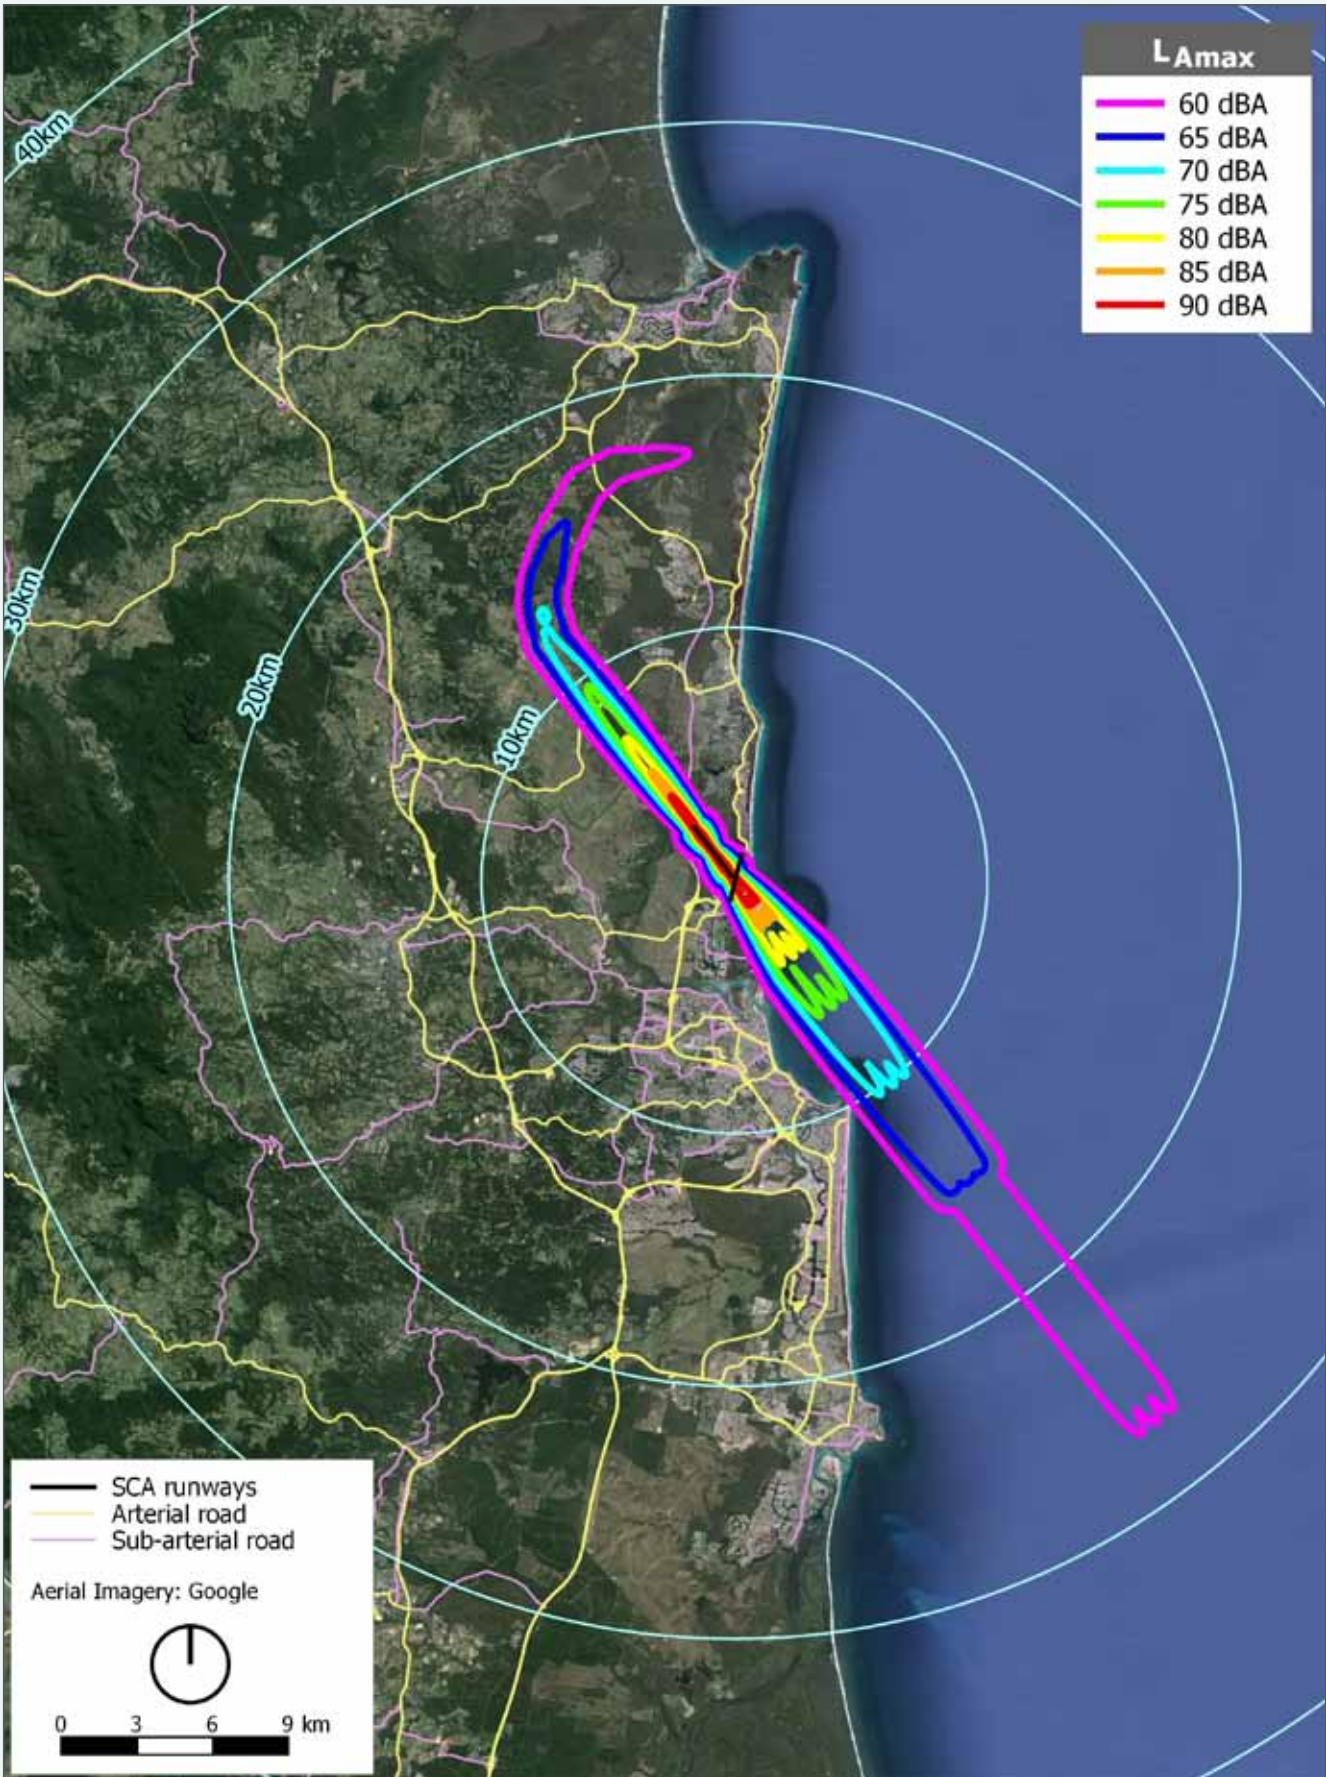 LAmax
60 dBA
65 dBA
70 dBA
75 dBA
80 dBA
85 dBA
90 dBA
40km
30km
20km
10km
SCA runways
Arterial road
Sub-arterial road
Aerial Imagery: Google
0 3 6 9 km